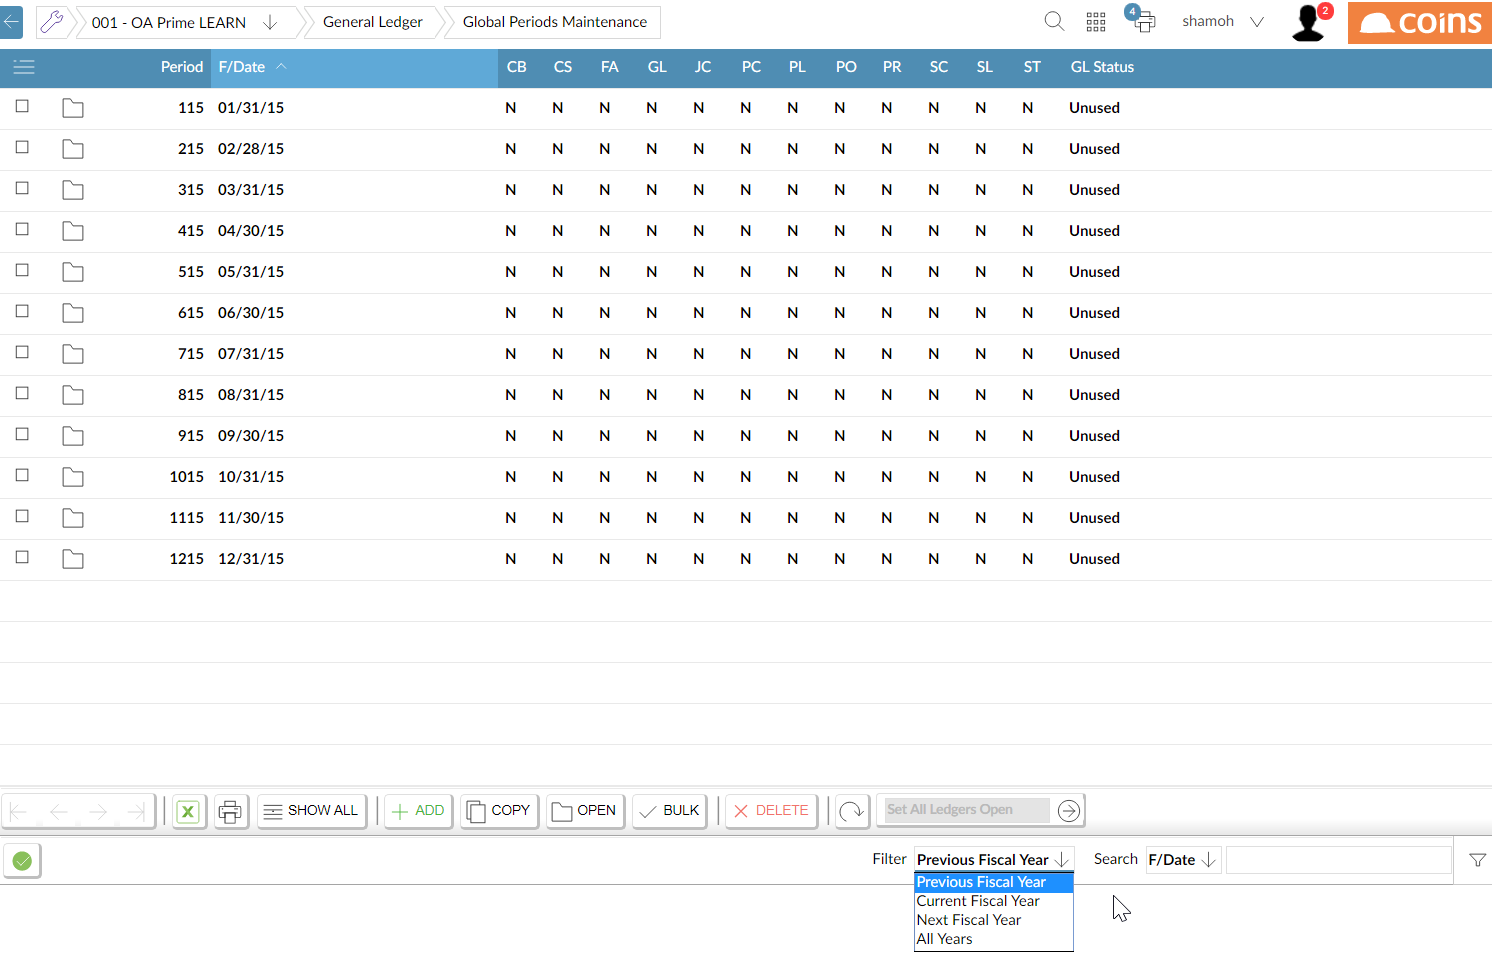 001 - OA Prime LEARN General Ledger Global Periods Maintenance 4 shamoh 2 coins
Period F/Date CB CS FA GL JC PC PL PO PR SC SL ST GL Status
115 01/31/15 N N N N N N N N N N N N Unused
215 02/28/15 N N N N N N N N N N N N Unused
315 03/31/15 N N N N N N N N N N N N Unused
415 04/30/15 N N N N N N N N N N N N Unused
515 05/31/15 N N N N N N N N N N N N Unused
615 06/30/15 N N N N N N N N N N N N Unused
715 07/31/15 N N N N N N N N N N N N Unused
815 08/31/15 N N N N N N N N N N N N Unused
915 09/30/15 N N N N N N N N N N N N Unused
1015 10/31/15 N N N N N N N N N N N N Unused
1115 11/30/15 N N N N N N N N N N N N Unused
1215 12/31/15 N N N N N N N N N N N N Unused
X SHOW ALL ADD COPY OPEN BULK DELETE Set All Ledgers Open
Filter Previous Fiscal Year Search F/Date
Previous Fiscal Year
Current Fiscal Year
Next Fiscal Year
All Years